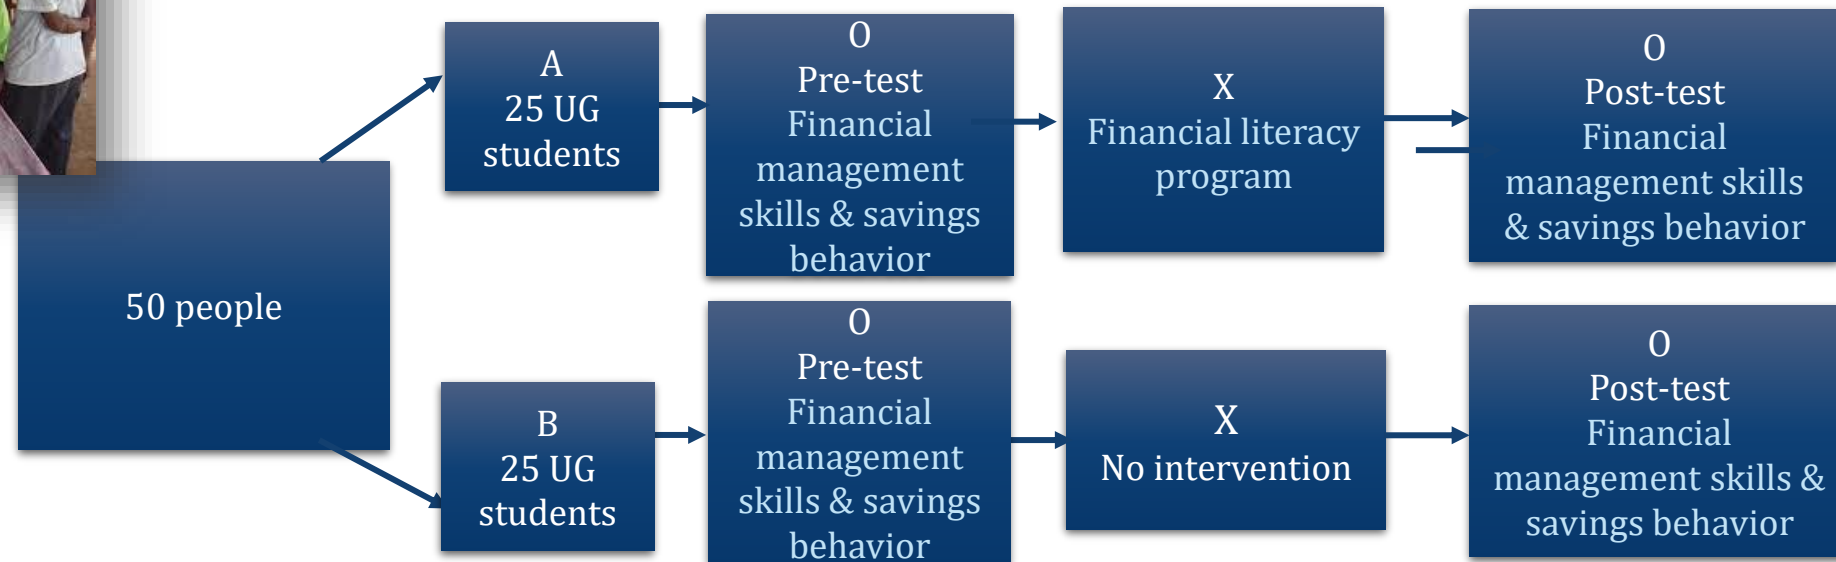 50 people
A
25 UG
students
O
Pre-test
Financial
management
skills & savings
behavior
X
Financial literacy
program
O
Post-test
Financial
management skills
& savings behavior
B
25 UG
students
O
Pre-test
Financial
management
skills & savings
behavior
X
No intervention
O
Post-test
Financial
management skills &
savings behavior